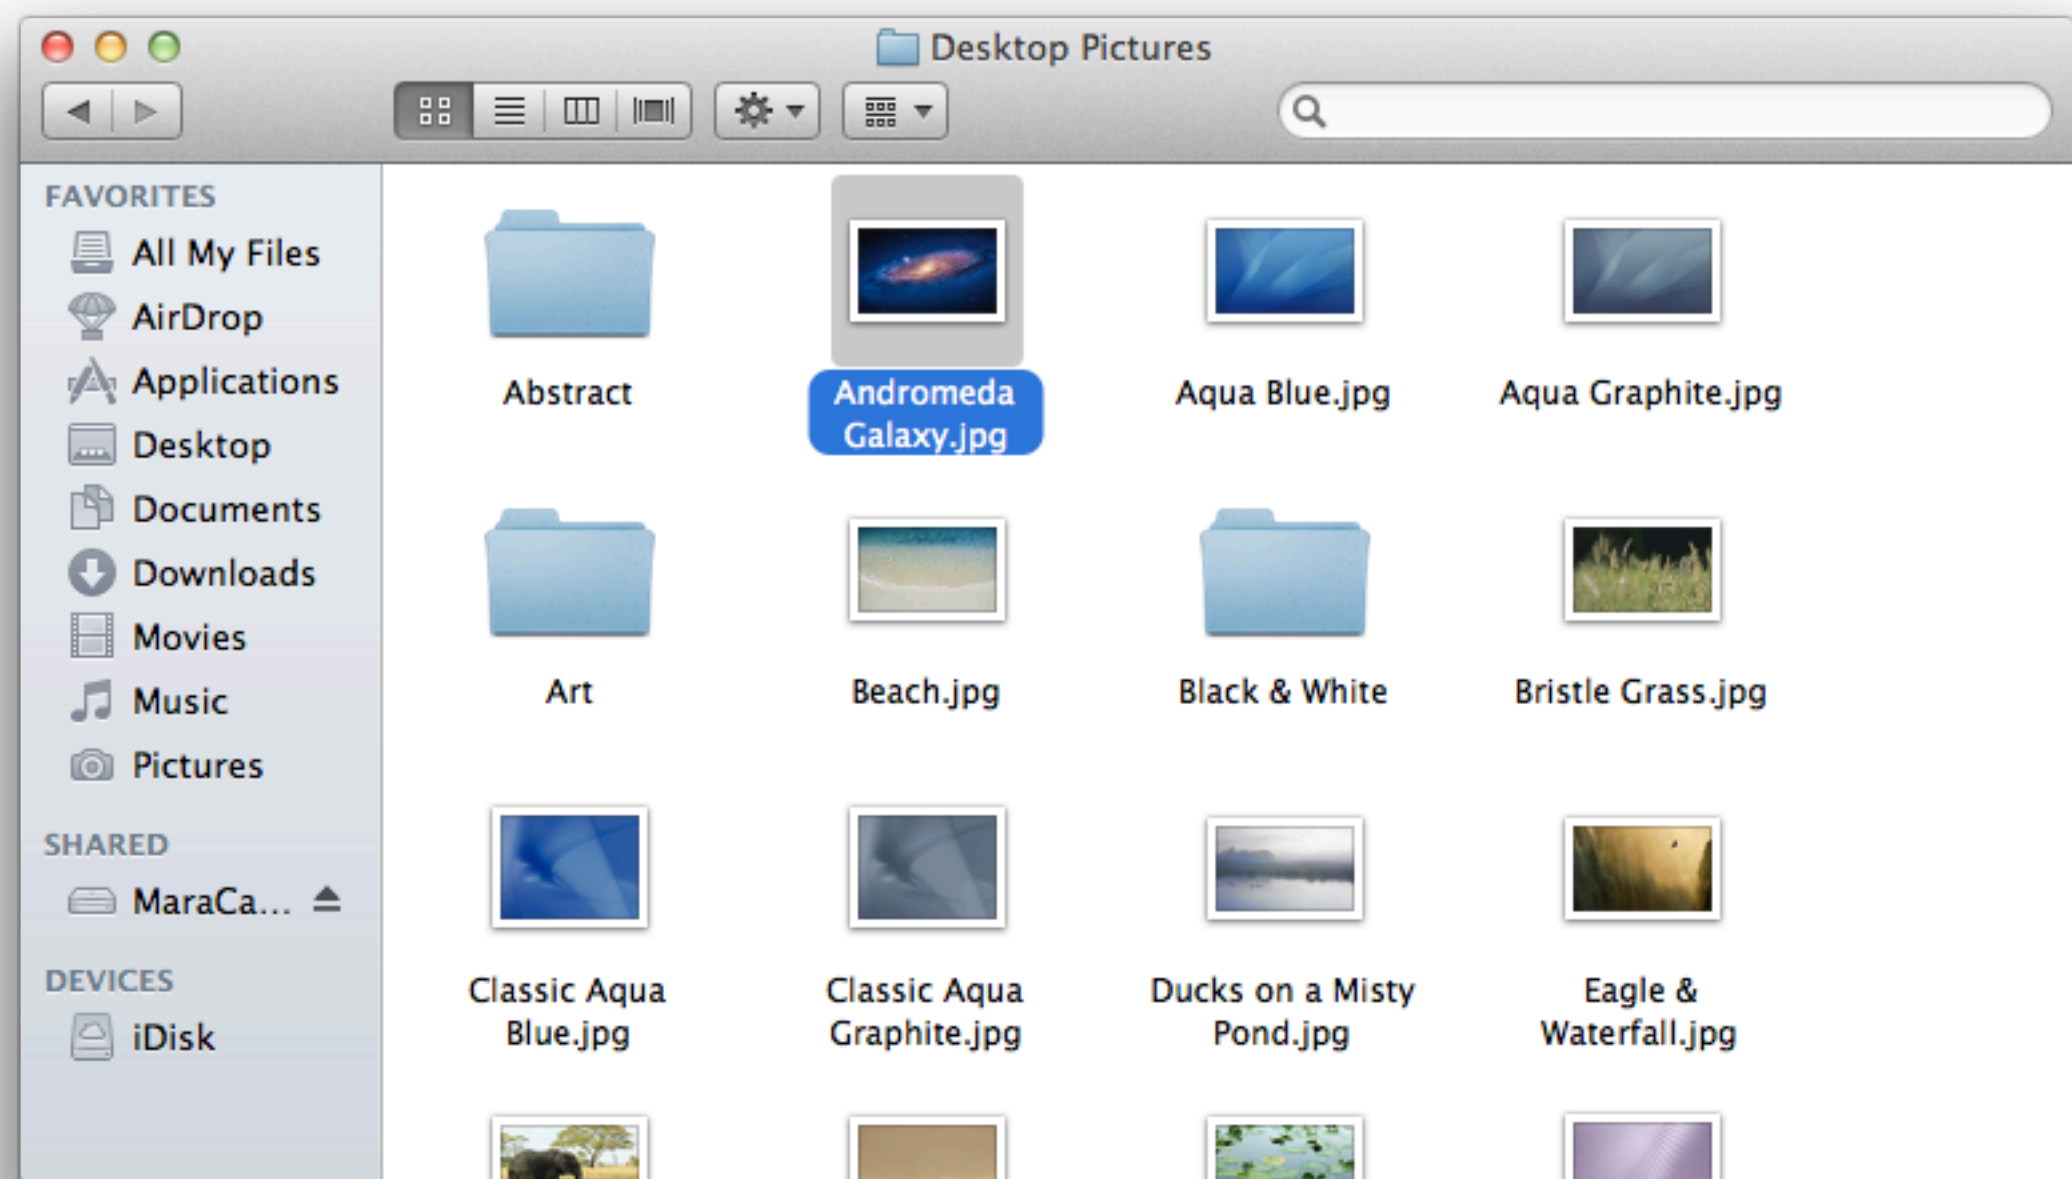 Desktop Pictures
FAVORITES
All My Files
AirDrop
Applications
Desktop
Documents
Downloads
Movies
Music
Pictures
SHARED
MaraCa...
DEVICES
iDisk
Abstract
Andromeda
Galaxy.jpg
Aqua Blue.jpg
Aqua Graphite.jpg
Art
Beach.jpg
Black & White
Bristle Grass.jpg
Classic Aqua
Blue.jpg
Classic Aqua
Graphite.jpg
Ducks on a Misty
Pond.jpg
Eagle &
Waterfall.jpg